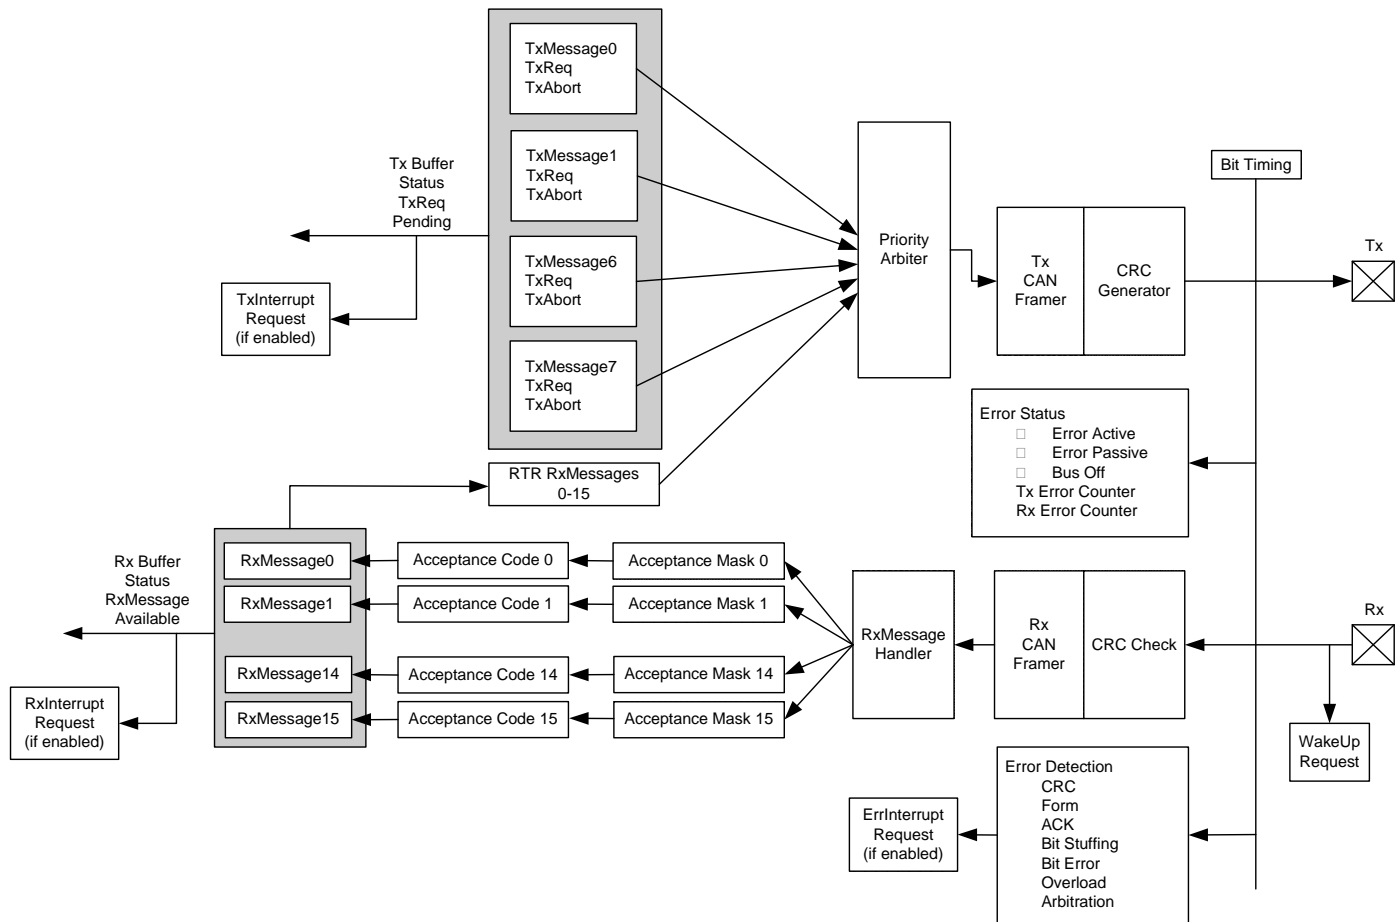 TxMessage0
TxReq
TxAbort
TxMessage1
TxReq
TxAbort
TxMessage6
TxReq
TxAbort
TxMessage7
TxReq
TxAbort
Tx Buffer
Status
TxReq
Pending
TxInterrupt
Request
(if enabled)
Priority
Arbiter
Tx
CAN
Framer
CRC
Generator
Bit Timing
Tx
Error Status
Error Active
Error Passive
Bus Off
Tx Error Counter
Rx Error Counter
RTR RxMessages
0-15
Rx Buffer
Status
RxMessage
Available
RxInterrupt
Request
(if enabled)
RxMessage0
Acceptance Code 0
Acceptance Mask 0
RxMessage1
Acceptance Code 1
Acceptance Mask 1
RxMessage14
Acceptance Code 14
Acceptance Mask 14
RxMessage15
Acceptance Code 15
Acceptance Mask 15
RxMessage
Handler
Rx
CAN
Framer
CRC Check
Rx
WakeUp
Request
Error Detection
CRC
Form
ACK
Bit Stuffing
Bit Error
Overload
Arbitration
ErrInterrupt
Request
(if enabled)